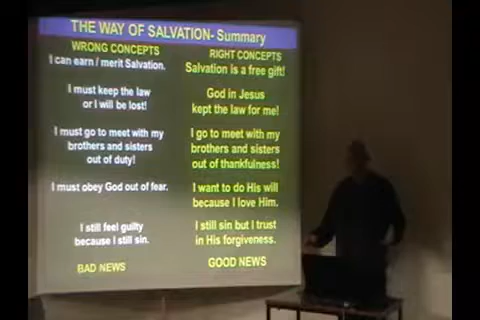 THE WAY OF SALVATION- Summary
WRONG CONCEPTS
I can earn / merit Salvation.
I must keep the law
or I will be lost!
I must go to meet with my
brothers and sisters
out of duty!
I must obey God out of fear.
I still feel guilty
because I still sin.
BAD NEWS
RIGHT CONCEPTS
Salvation is a free gift!
God in Jesus
kept the law for me!
I go to meet with my
brothers and sisters
out of thankfulness!
I want to do His will
because I love Him.
I still sin but I trust
in His forgiveness.
GOOD NEWS